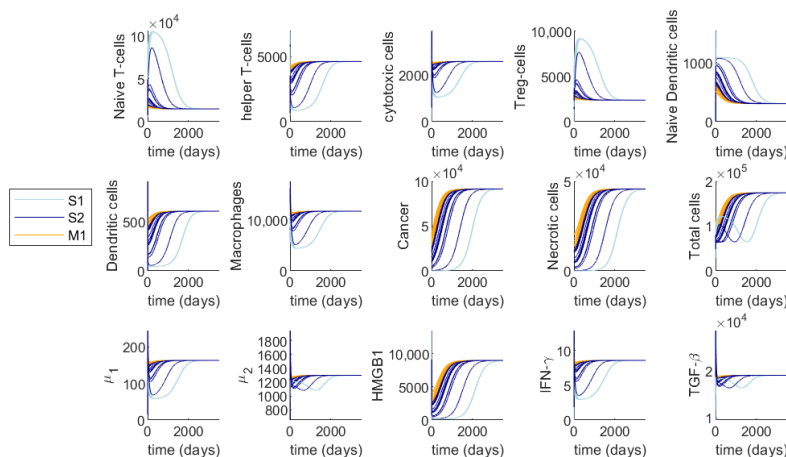 ×10^4
Naive T-cells
10
5
0
0 2000
time (days)
helper T-cells
5000
0
0 2000
time (days)
cytotoxic T-cells
2000
0
0 2000
time (days)
Treg-cells
10,000
5000
0
0 2000
time (days)
Naive Dendritic cells
1000
0
0 2000
time (days)
S1
S2
M1
Dendritic cells
500
0
0 2000
time (days)
Macrophages
10,000
0
0 2000
time (days)
×10^4
Cancer
10
5
0
0 2000
time (days)
×10^4
Necrotic cells
5
0
0 2000
time (days)
×10^5
Total cells
2
1
0
0 2000
time (days)
μ_1
200
100
0
0 2000
time (days)
μ_2
1800
1600
1400
1200
1000
800
0 2000
time (days)
HMGB1
10,000
5000
0
0 2000
time (days)
IFN-γ
10
5
0
0 2000
time (days)
×10^4
TGF-β
2
1
0 2000
time (days)